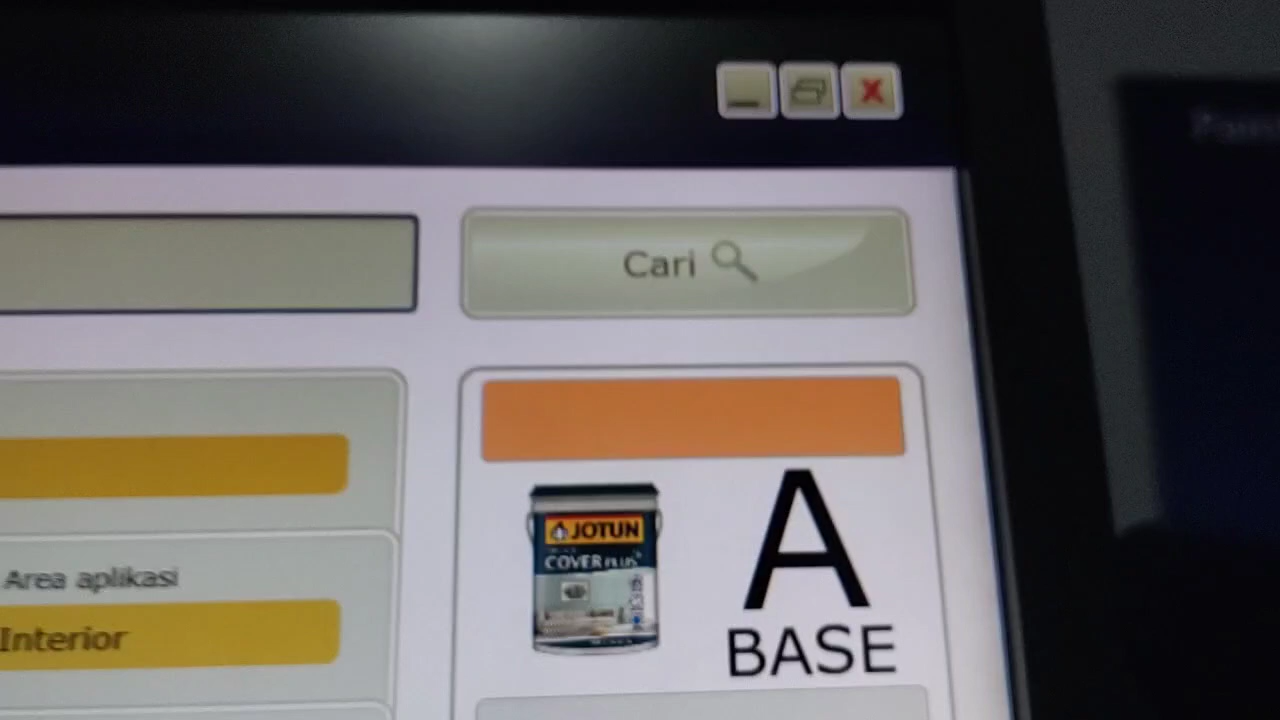 Cari
JOTUN
COVER PLUS
A
BASE
Area aplikasi
Interior